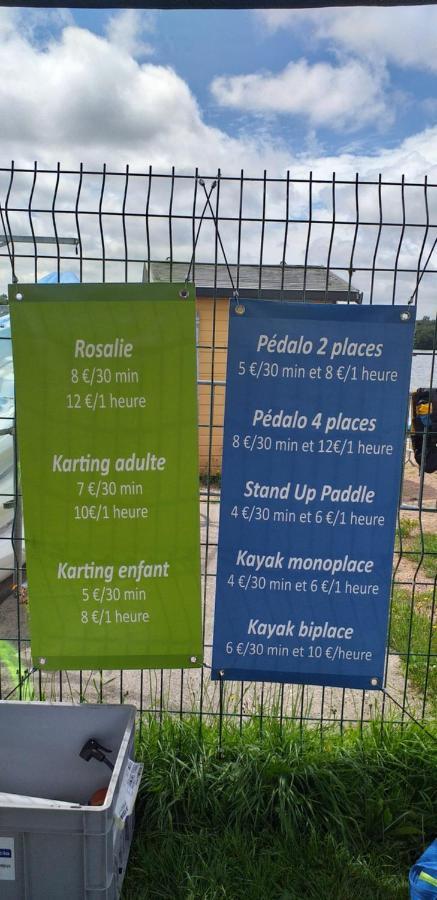 Rosalie
8 €/30 min
12 €/1 heure
Karting adulte
7 €/30 min
10€/1 heure
Karting enfant
5 €/30 min
8 €/1 heure
Pédalo 2 places
5 €/30 min et 8 €/1 heure
Pédalo 4 places
8 €/30 min et 12€/1 heure
Stand Up Paddle
4 €/30 min et 6 €/1 heure
Kayak monoplace
4 €/30 min et 6 €/1 heure
Kayak biplace
6 €/30 min et 10 €/heure